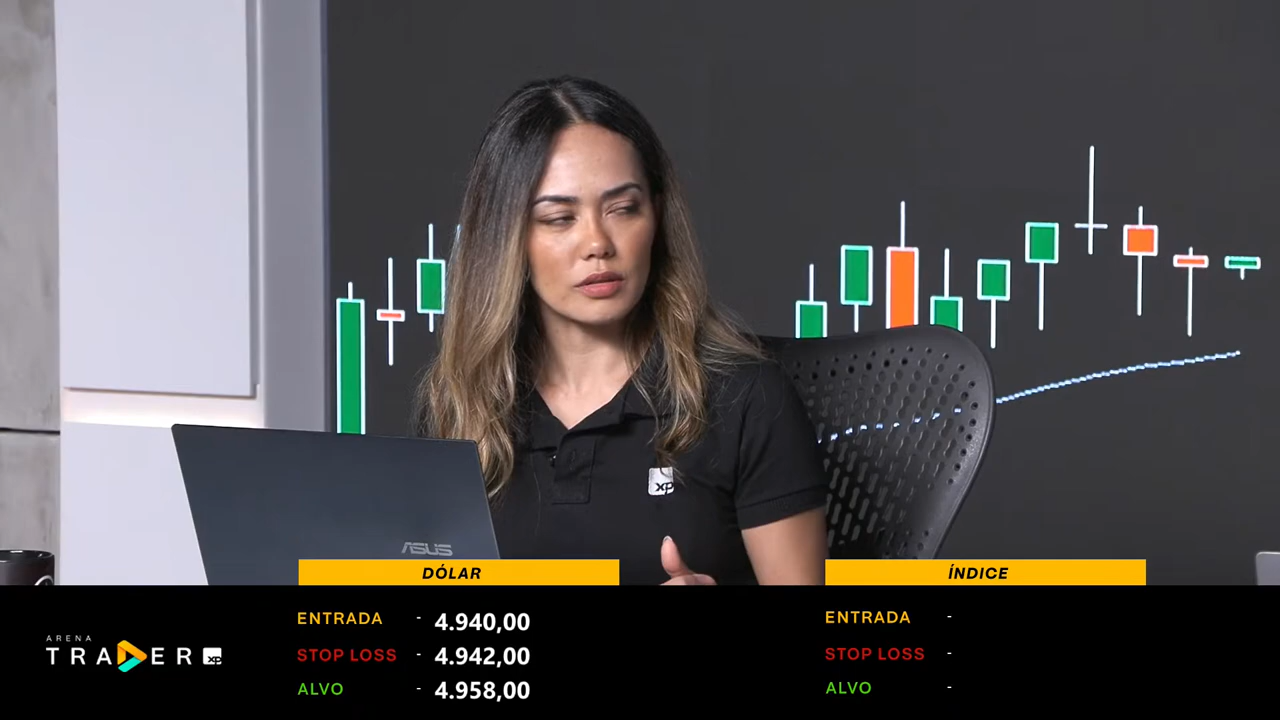 xp
ASUS
DÓLAR
ENTRADA - 4.940,00
STOP LOSS - 4.942,00
ALVO - 4.958,00
ÍNDICE
ENTRADA -
STOP LOSS -
ALVO -
ARENA
TRADER xp